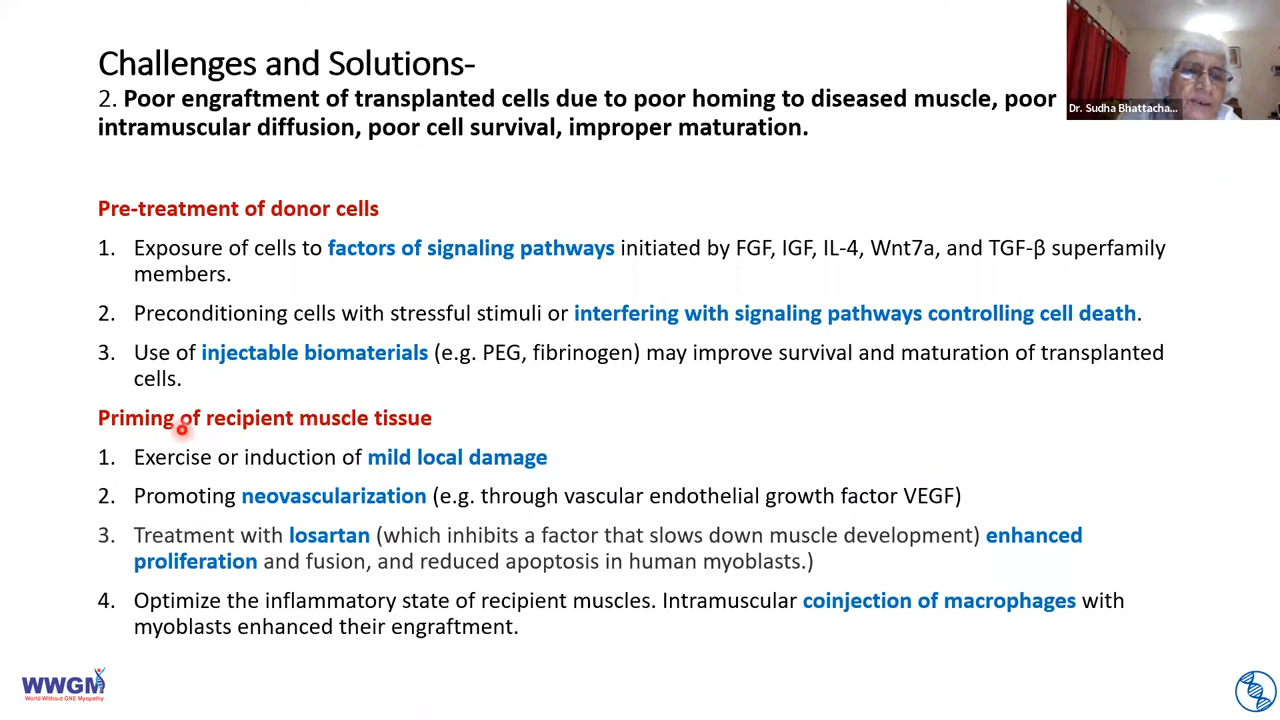 Challenges and Solutions-
2. Poor engraftment of transplanted cells due to poor homing to diseased muscle, poor
intramuscular diffusion, poor cell survival, improper maturation.
Dr. Sudha Bhattacha...
Pre-treatment of donor cells
1. Exposure of cells to factors of signaling pathways initiated by FGF, IGF, IL-4, Wnt7a, and TGF-β superfamily
members.
2. Preconditioning cells with stressful stimuli or interfering with signaling pathways controlling cell death.
3. Use of injectable biomaterials (e.g. PEG, fibrinogen) may improve survival and maturation of transplanted
cells.
Priming of recipient muscle tissue
1. Exercise or induction of mild local damage
2. Promoting neovascularization (e.g. through vascular endothelial growth factor VEGF)
3. Treatment with losartan (which inhibits a factor that slows down muscle development) enhanced
proliferation and fusion, and reduced apoptosis in human myoblasts.)
4. Optimize the inflammatory state of recipient muscles. Intramuscular coinjection of macrophages with
myoblasts enhanced their engraftment.
WWGM
World Without GNE Myopathy